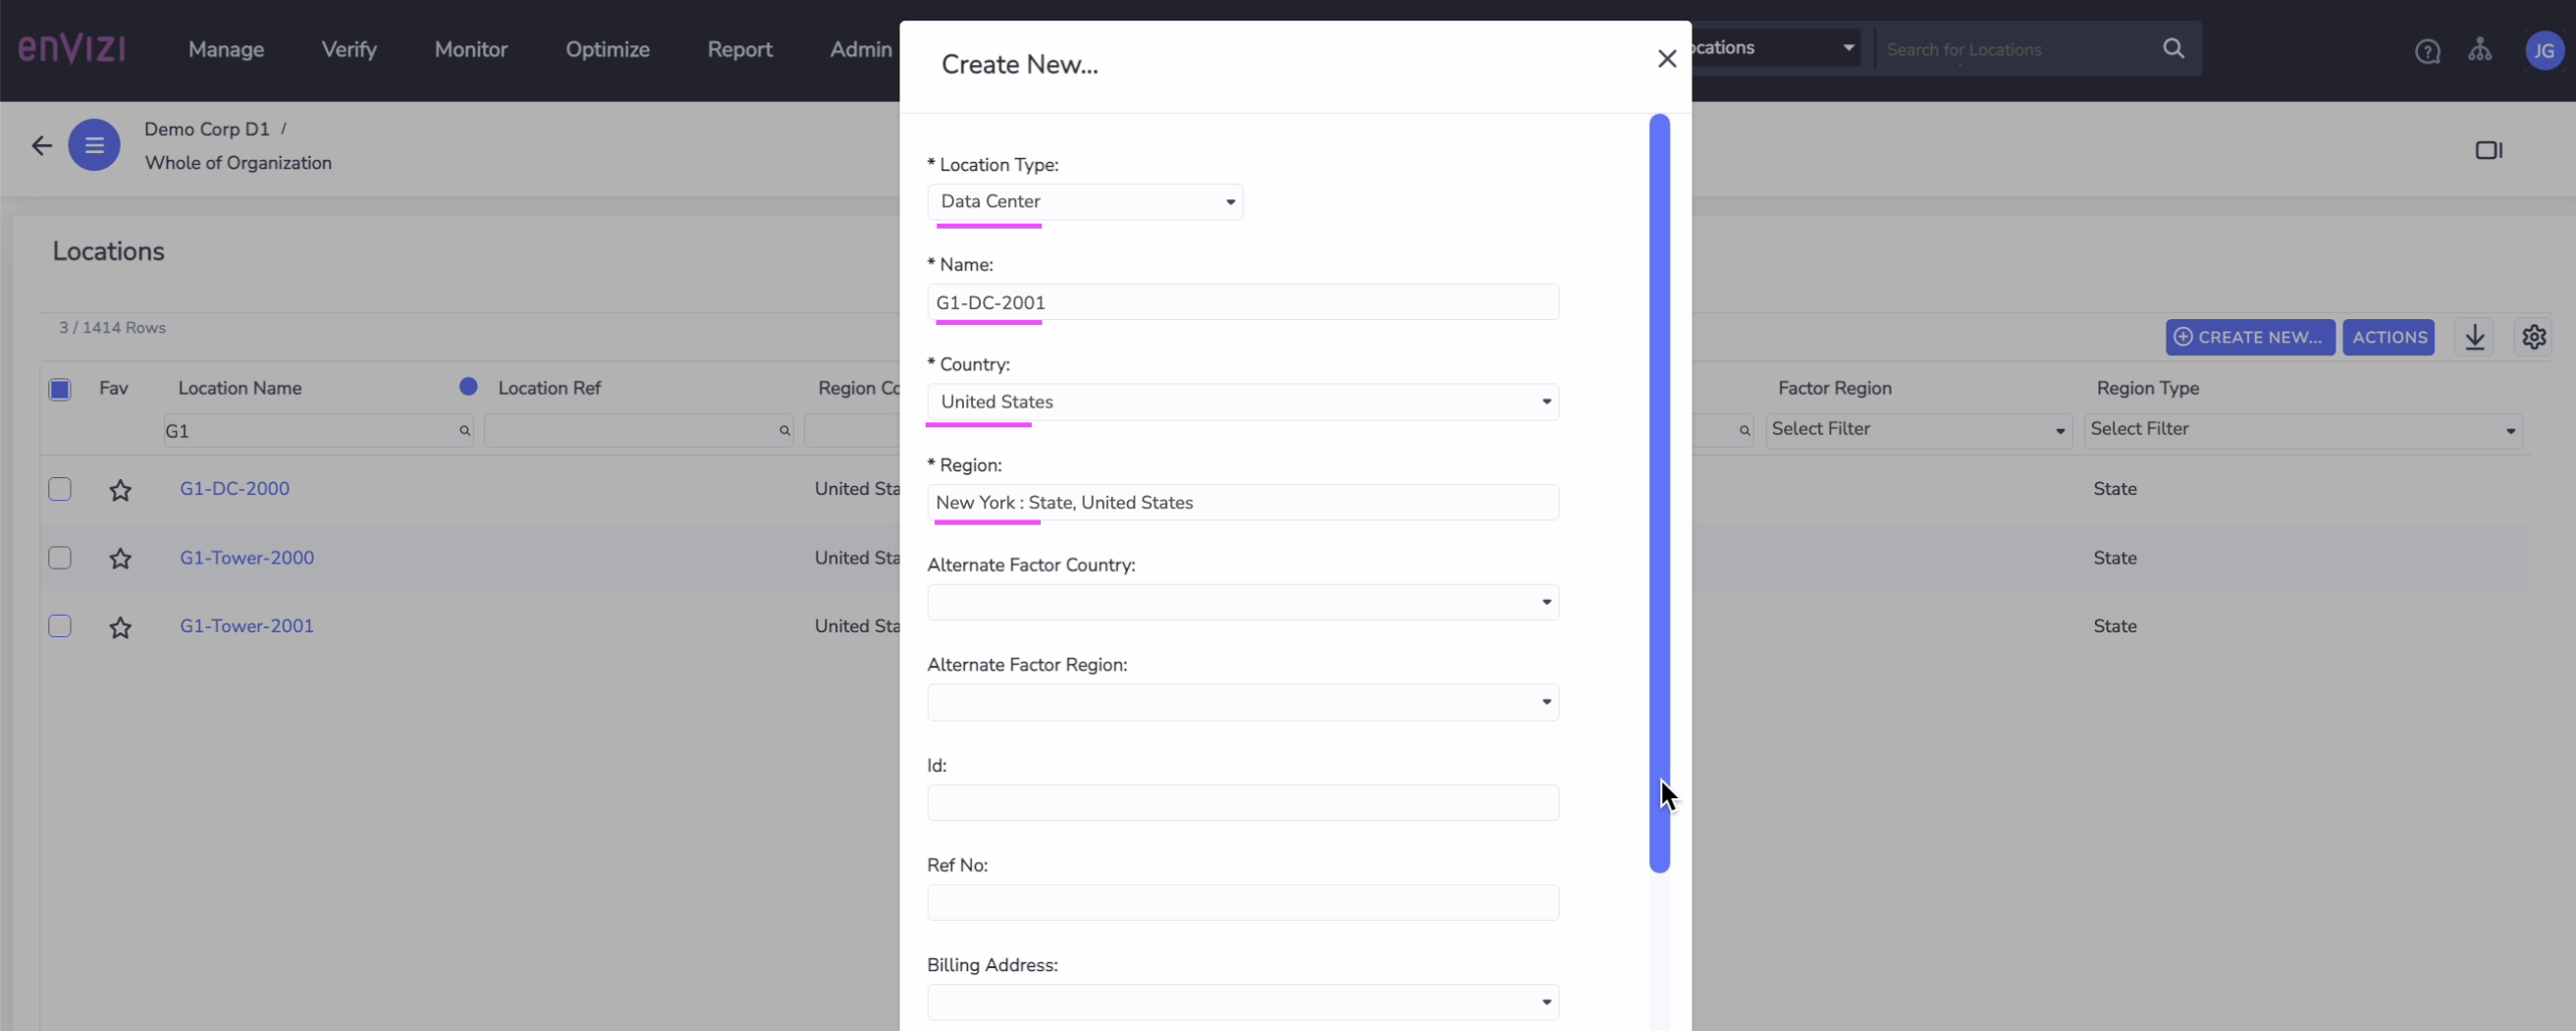 enVizi
Manage Verify Monitor Optimize Report Admin
ocations Search for Locations JG
Create New...
Demo Corp D1 /
Whole of Organization
Locations
3 / 1414 Rows
CREATE NEW... ACTIONS
Fav Location Name Location Ref Region Co Factor Region Region Type
G1 Select Filter Select Filter
G1-DC-2000 United Sta State
G1-Tower-2000 United Sta State
G1-Tower-2001 United Sta State
* Location Type:
Data Center
* Name:
G1-DC-2001
* Country:
United States
* Region:
New York : State, United States
Alternate Factor Country:
Alternate Factor Region:
Id:
Ref No:
Billing Address: